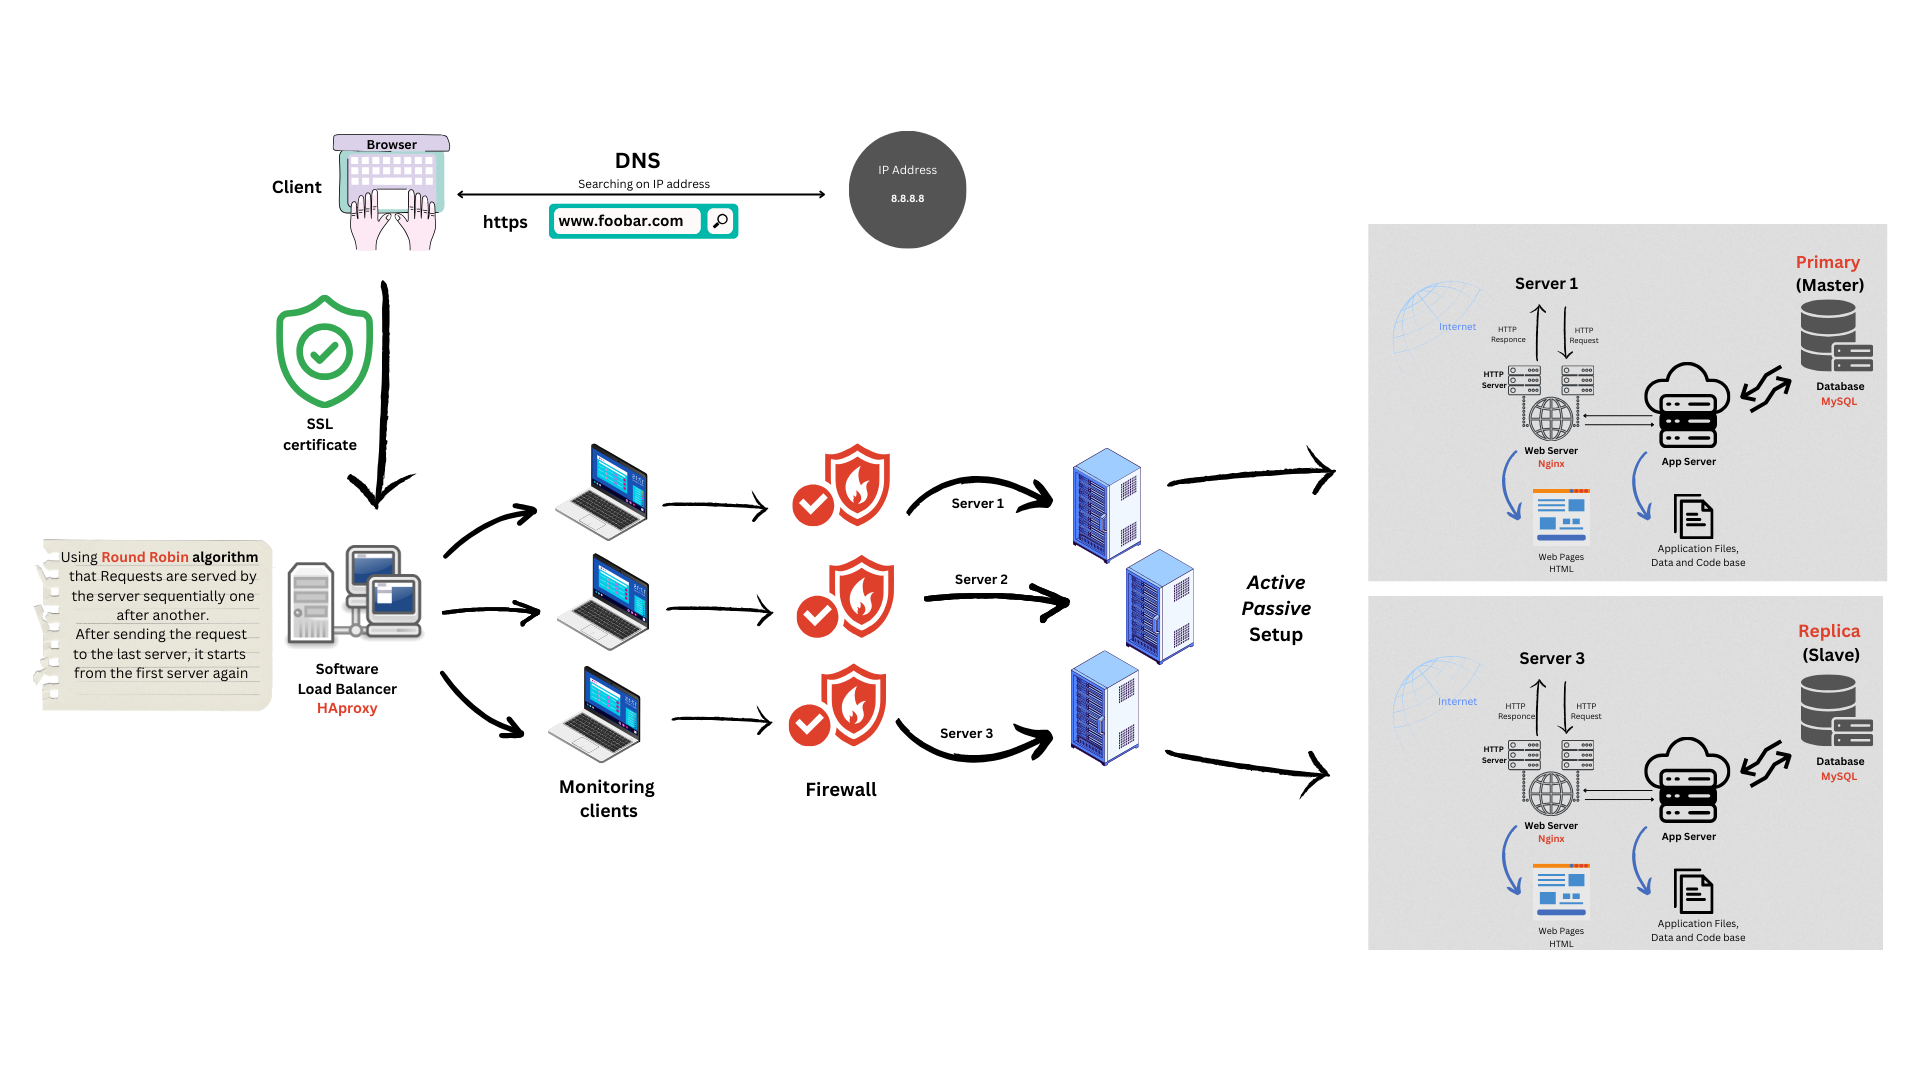 Browser
Client
DNS
Searching on IP address
https
www.foobar.com
IP Address
8.8.8.8
SSL
certificate
Using Round Robin algorithm
that Requests are served by
the server sequentially one
after another.
After sending the request
to the last server, it starts
from the first server again
Software
Load Balancer
HAproxy
Monitoring
clients
Firewall
Server 1
Server 2
Server 3
Active
Passive
Setup
Primary
(Master)
Server 1
Internet
HTTP
Responce
HTTP
Request
HTTP
Server
Database
MySQL
Web Server
Nginx
App Server
Web Pages
HTML
Application Files,
Data and Code base
Replica
(Slave)
Server 3
Internet
HTTP
Responce
HTTP
Request
HTTP
Server
Database
MySQL
Web Server
Nginx
App Server
Web Pages
HTML
Application Files,
Data and Code base